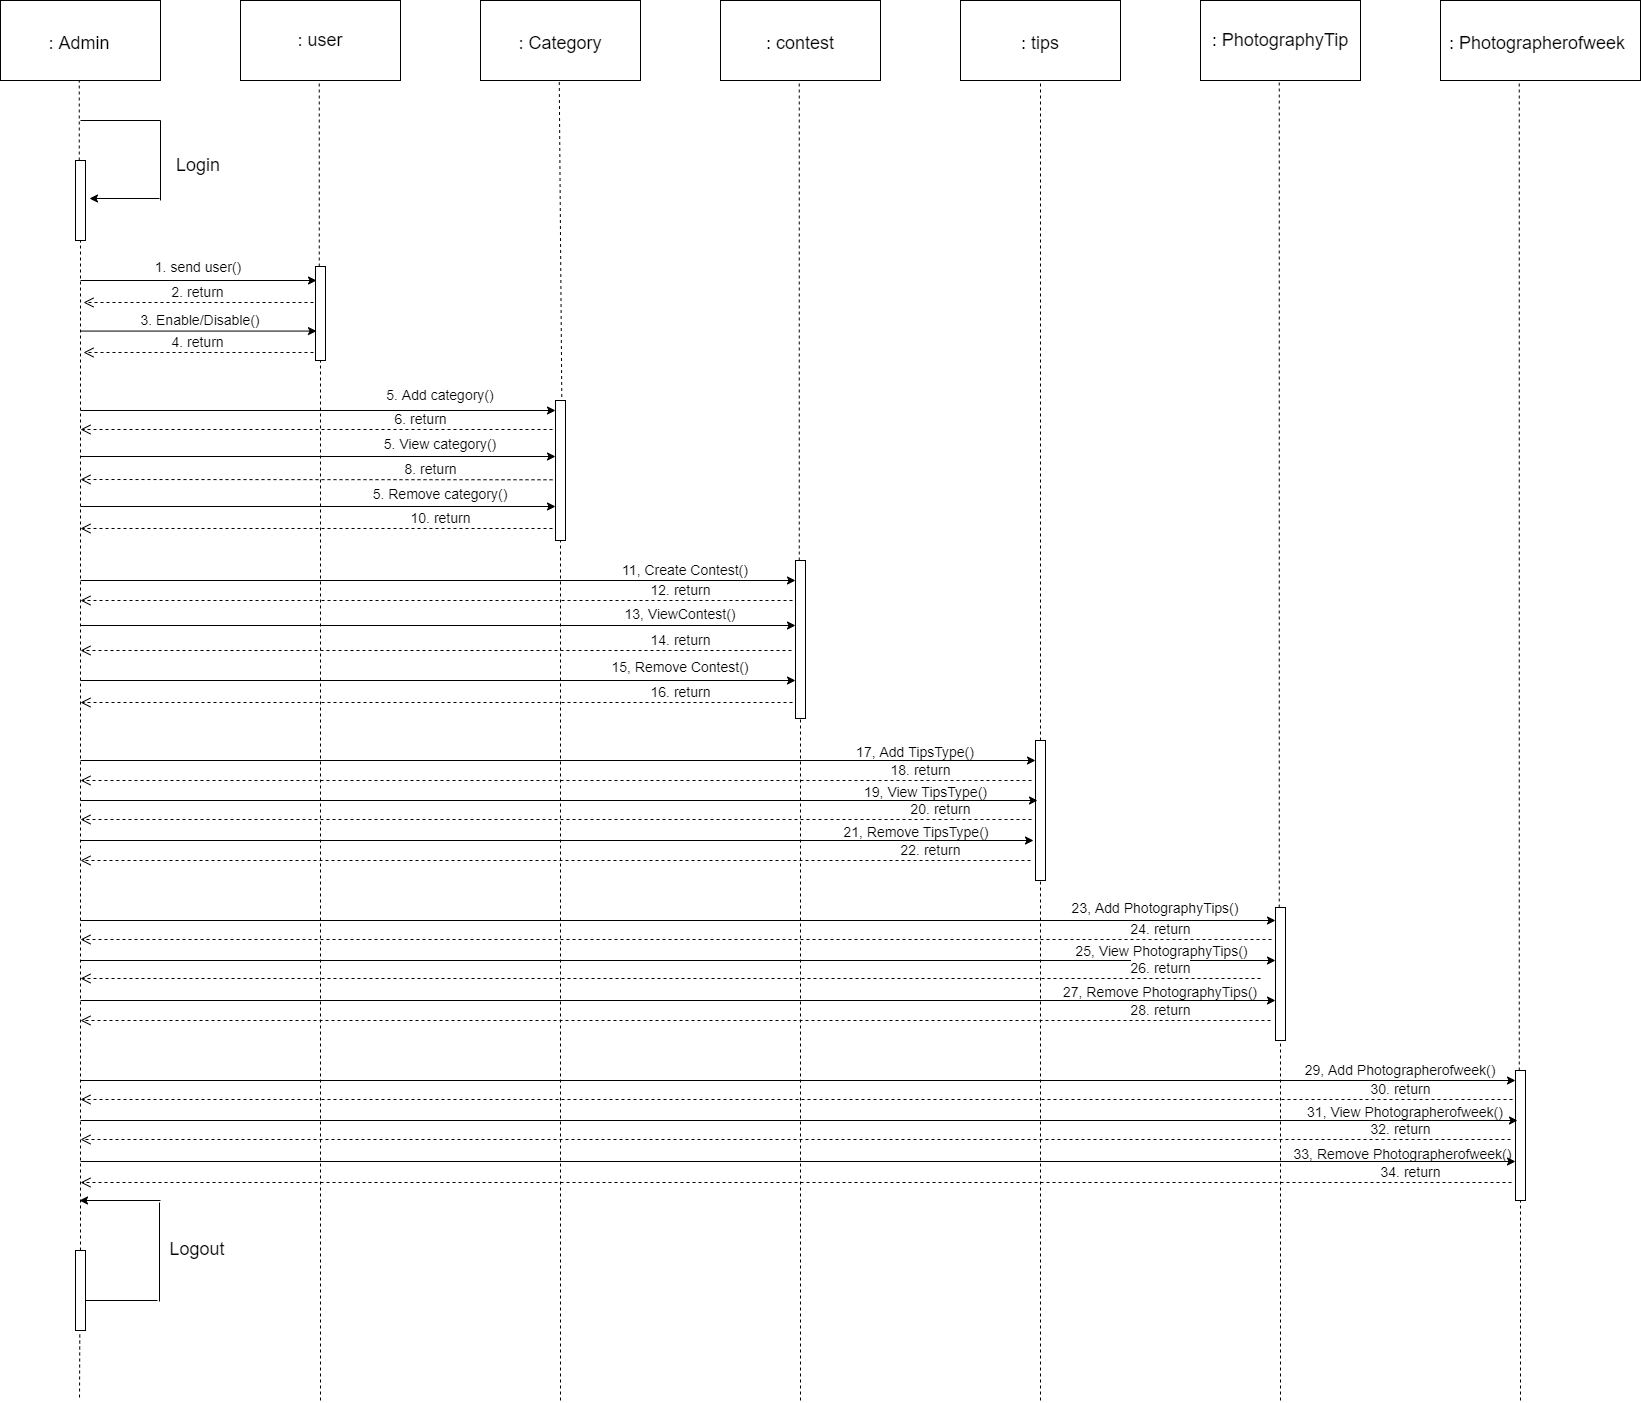 : Admin
: user
: Category
: contest
: tips
: PhotographyTip
: Photographerofweek
Login
1. send user()
2. return
3. Enable/Disable()
4. return
5. Add category()
6. return
5. View category()
8. return
5. Remove category()
10. return
11, Create Contest()
12. return
13, ViewContest()
14. return
15, Remove Contest()
16. return
17, Add TipsType()
18. return
19, View TipsType()
20. return
21, Remove TipsType()
22. return
23, Add PhotographyTips()
24. return
25, View PhotographyTips()
26. return
27, Remove PhotographyTips()
28. return
29, Add Photographerofweek()
30. return
31, View Photographerofweek()
32. return
33, Remove Photographerofweek()
34. return
Logout